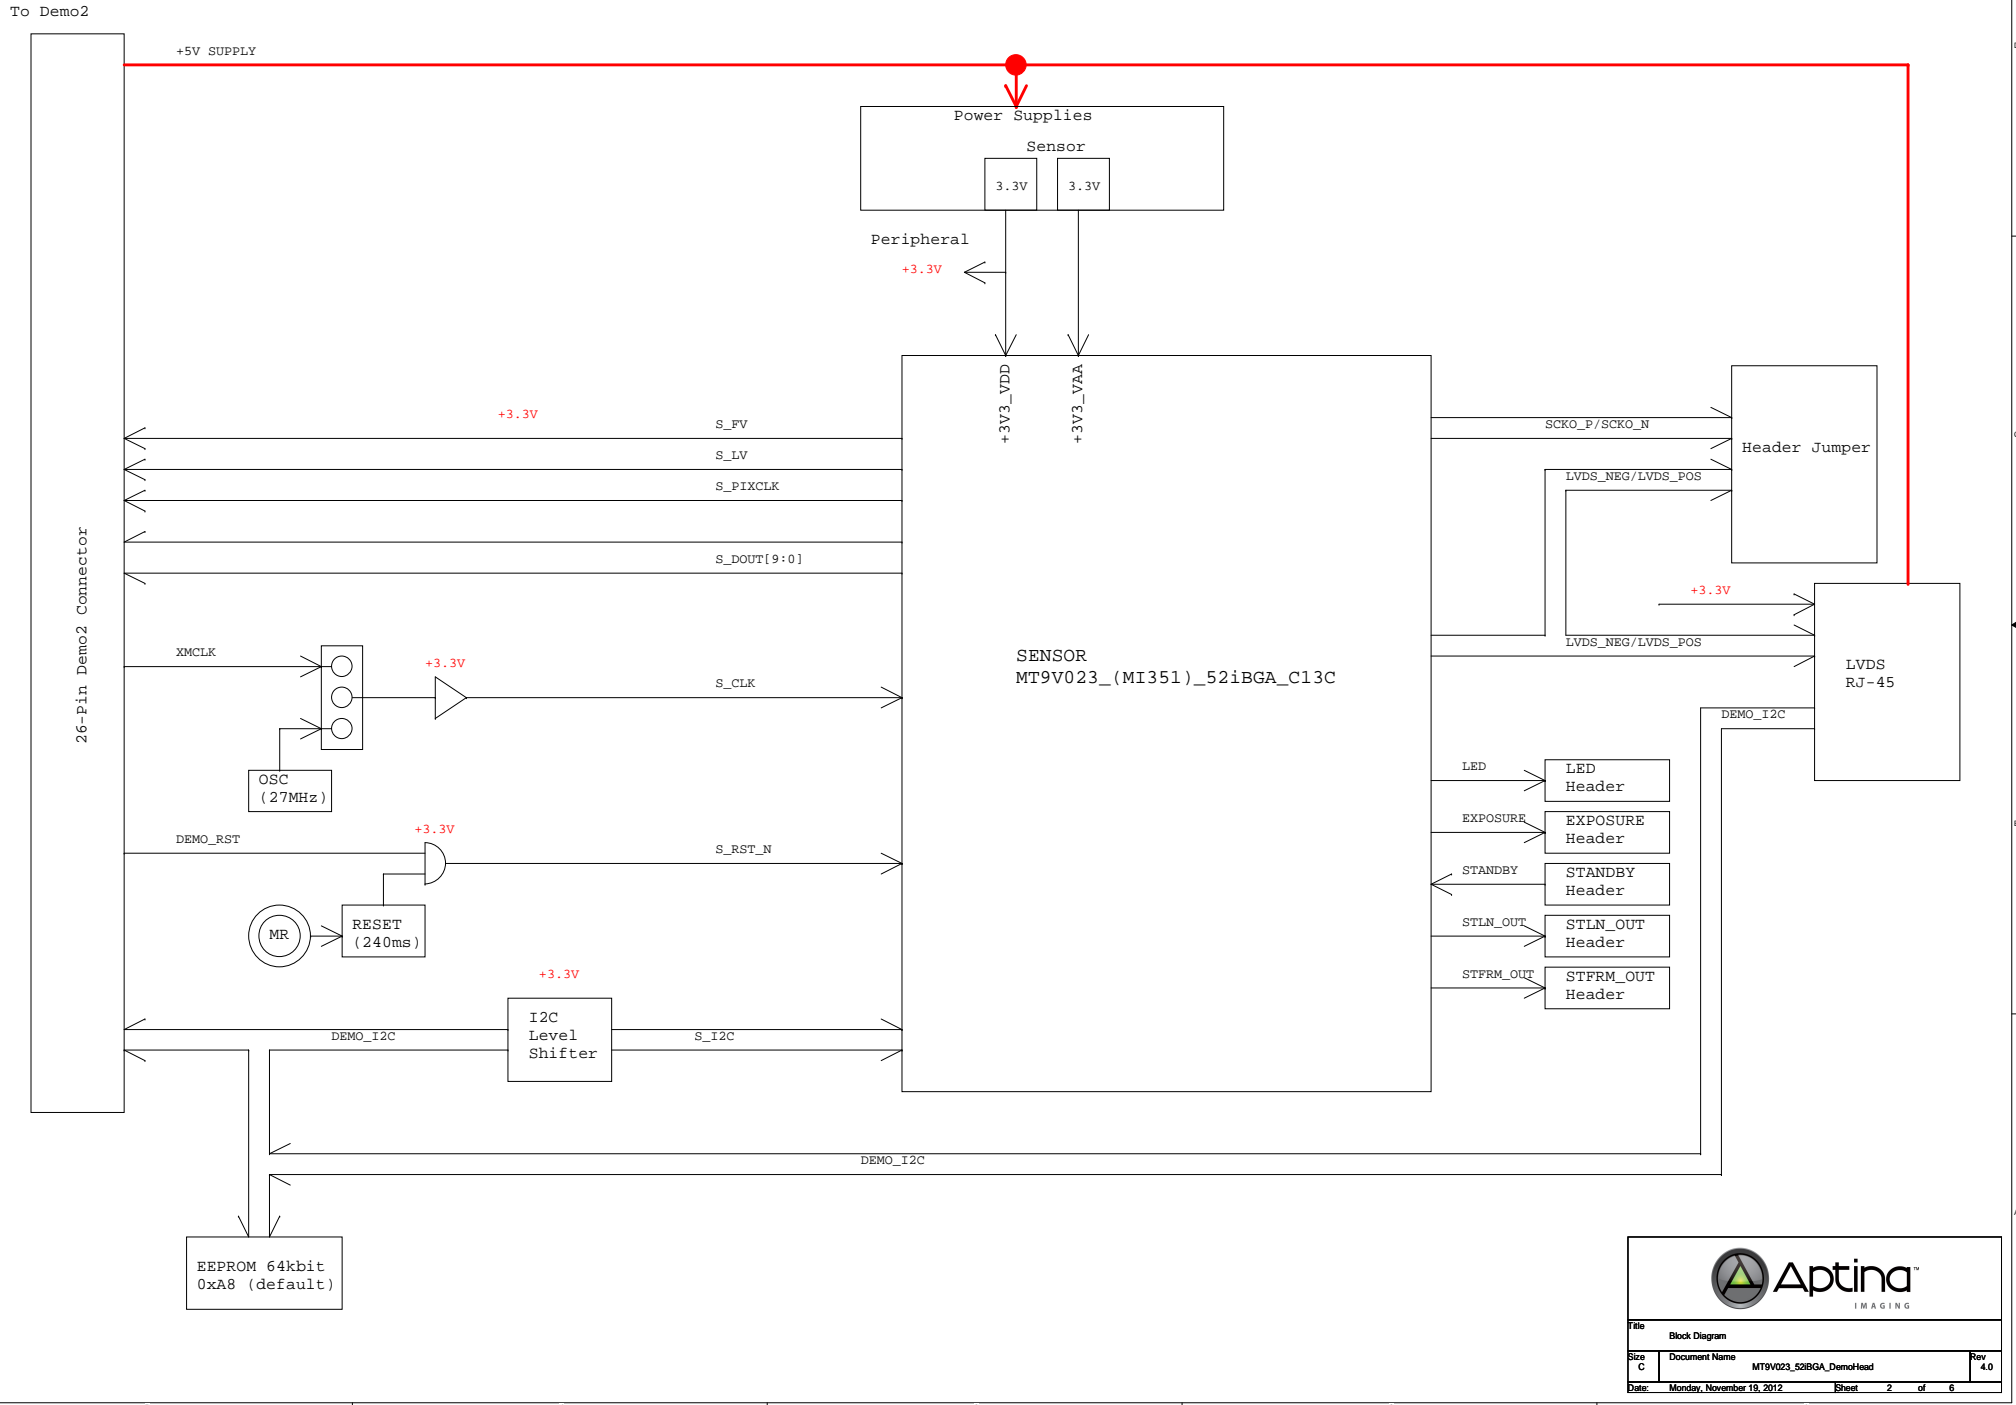 To Demo2
+5V SUPPLY
Power Supplies
Sensor
3.3V
3.3V
Peripheral
+3.3V
+3V3_VDD
+3V3_VAA
+3.3V
S_FV
S_LV
S_PIXCLK
S_DOUT[9:0]
26-Pin Demo2 Connector
SCKO_P/SCKO_N
Header Jumper
LVDS_NEG/LVDS_POS
+3.3V
LVDS_NEG/LVDS_POS
LVDS
RJ-45
DEMO_I2C
SENSOR
MT9V023_(MI351)_52iBGA_C13C
XMCLK
+3.3V
S_CLK
OSC
(27MHz)
LED
LED
Header
EXPOSURE
EXPOSURE
Header
STANDBY
STANDBY
Header
STLN_OUT
STLN_OUT
Header
STFRM_OUT
STFRM_OUT
Header
DEMO_RST
+3.3V
S_RST_N
MR
RESET
(240ms)
+3.3V
I2C
Level
Shifter
DEMO_I2C
S_I2C
DEMO_I2C
EEPROM 64kbit
0xA8 (default)
Aptina™
IMAGING
Title
Block Diagram
Size
C
Document Name
MT9V023_52iBGA_DemoHead
Rev
4.0
Date:
Monday, November 19, 2012
Sheet 2 of 6